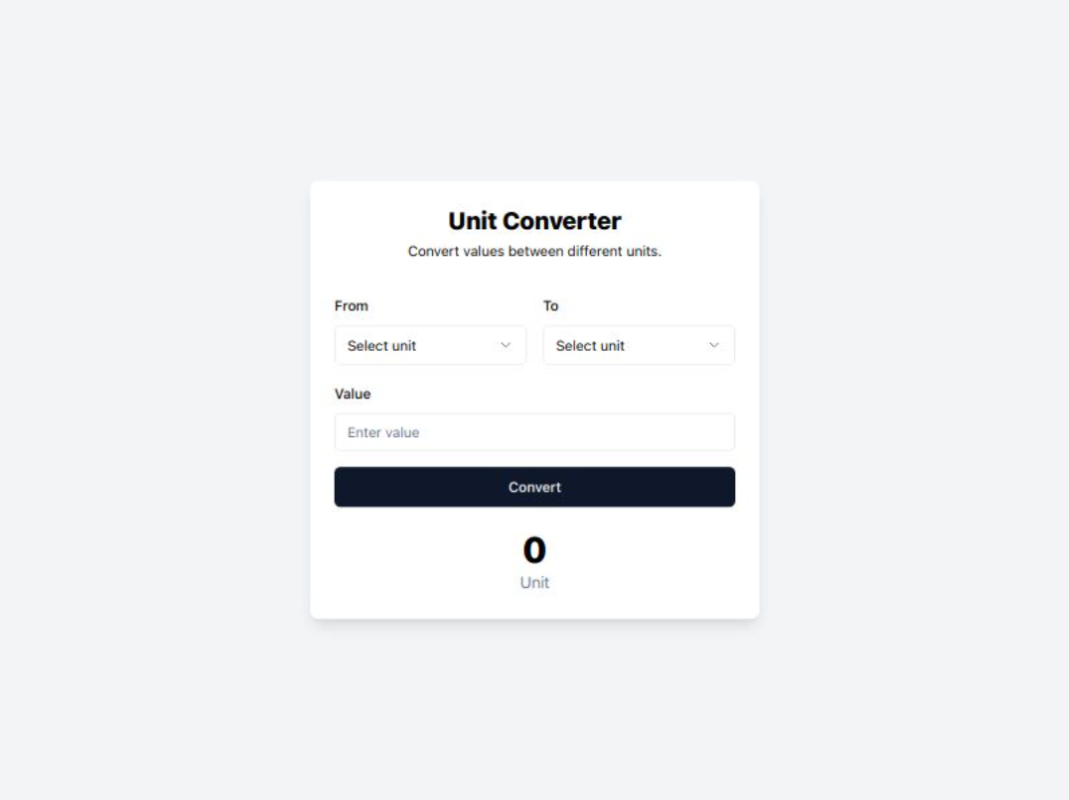 Unit Converter
Convert values between different units.
From To
Select unit Select unit
Value
Enter value
Convert
0
Unit